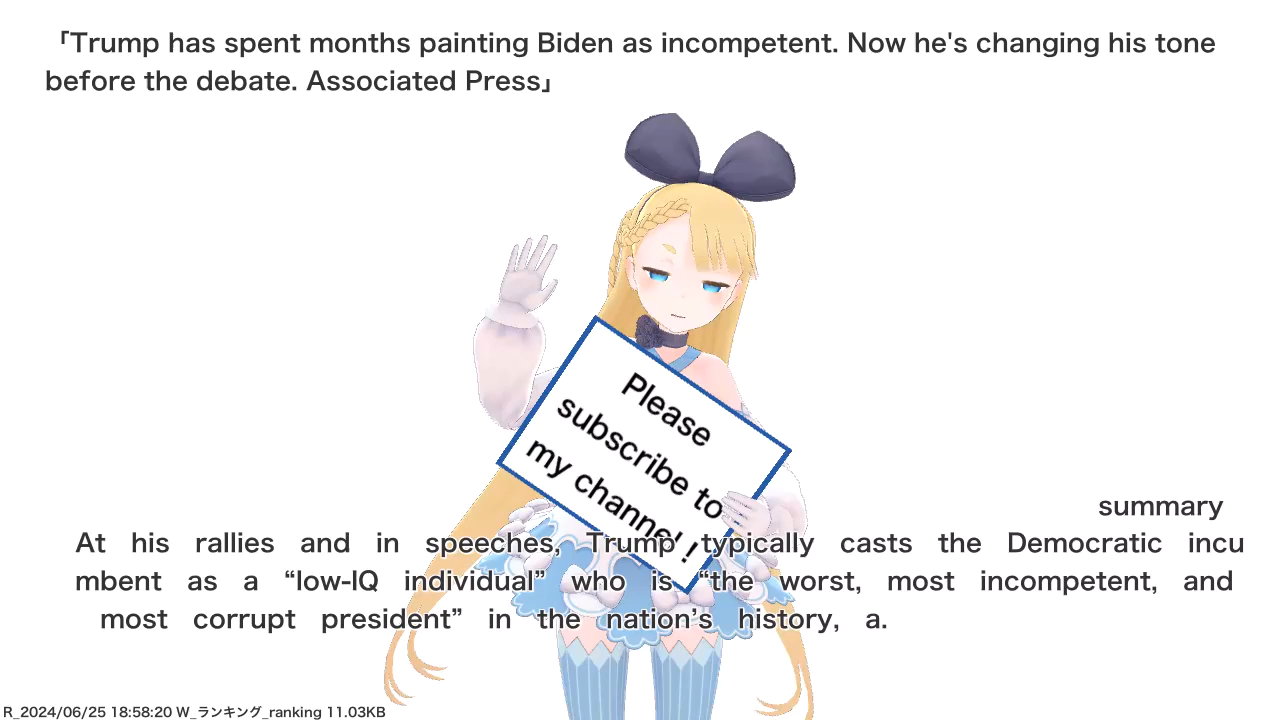 「Trump has spent months painting Biden as incompetent. Now he's changing his tone
before the debate. Associated Press」
Please
subscribe to
my channel !
summary
At his rallies and in speeches, Trump typically casts the Democratic incu
mbent as a “low-IQ individual” who is “the worst, most incompetent, and
most corrupt president” in the nation’s history, a.
R_2024/06/25 18:58:20 W_ランキング_ranking 11.03KB